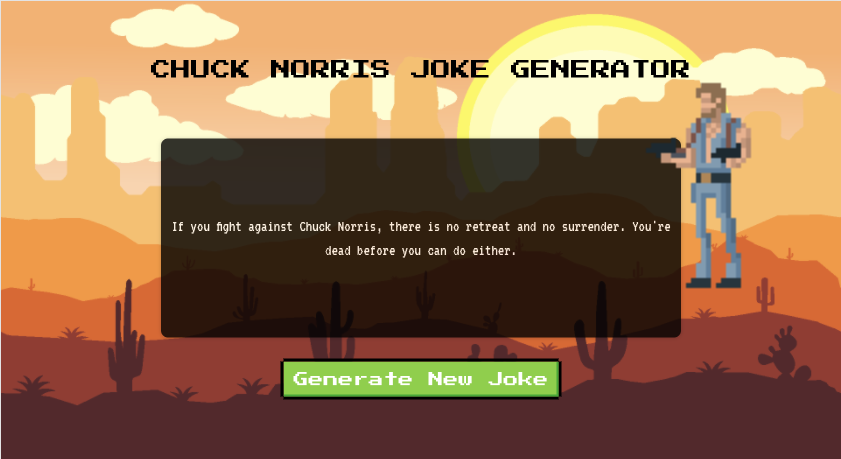 CHUCK NORRIS JOKE GENERATOR
If you fight against Chuck Norris, there is no retreat and no surrender. You're
dead before you can do either.
Generate New Joke